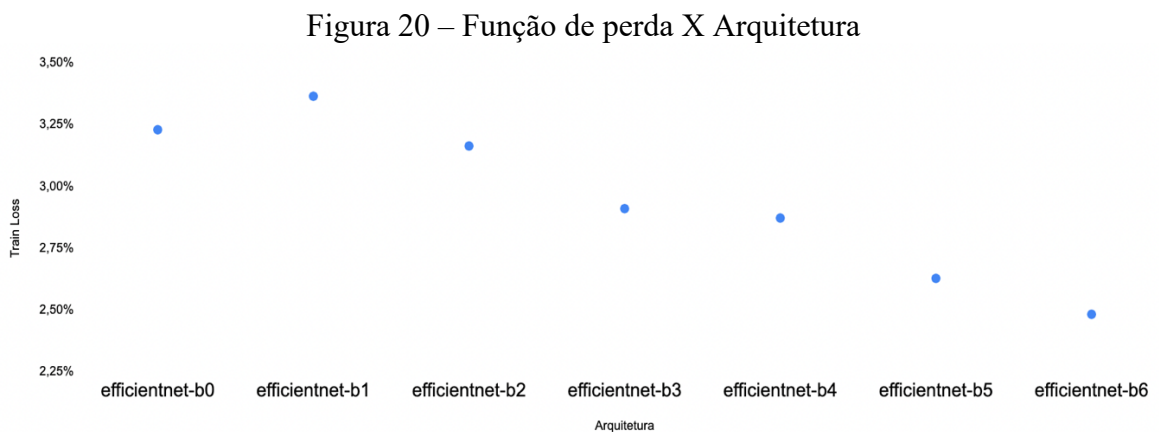 Figura 20 – Função de perda X Arquitetura
3,50%
3,25%
3,00%
2,75%
2,50%
2,25%
Train Loss
efficientnet-b0 efficientnet-b1 efficientnet-b2 efficientnet-b3 efficientnet-b4 efficientnet-b5 efficientnet-b6
Arquitetura